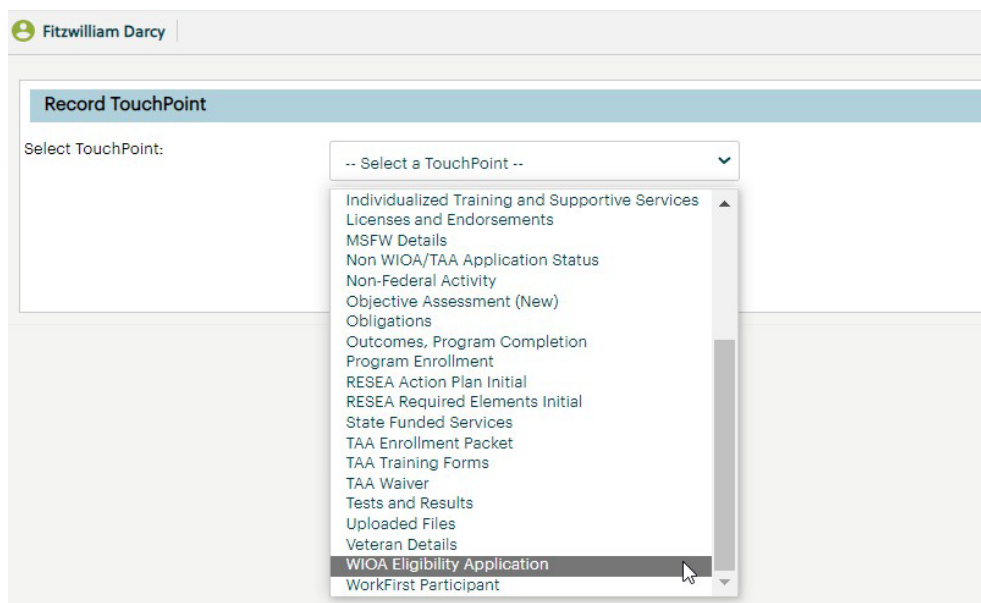 Fitzwilliam Darcy
Record TouchPoint
Select TouchPoint:
-- Select a TouchPoint --
Individualized Training and Supportive Services
Licenses and Endorsements
MSFW Details
Non WIOA/TAA Application Status
Non-Federal Activity
Objective Assessment (New)
Obligations
Outcomes, Program Completion
Program Enrollment
RESEA Action Plan Initial
RESEA Required Elements Initial
State Funded Services
TAA Enrollment Packet
TAA Training Forms
TAA Waiver
Tests and Results
Uploaded Files
Veteran Details
WIOA Eligibility Application
WorkFirst Participant